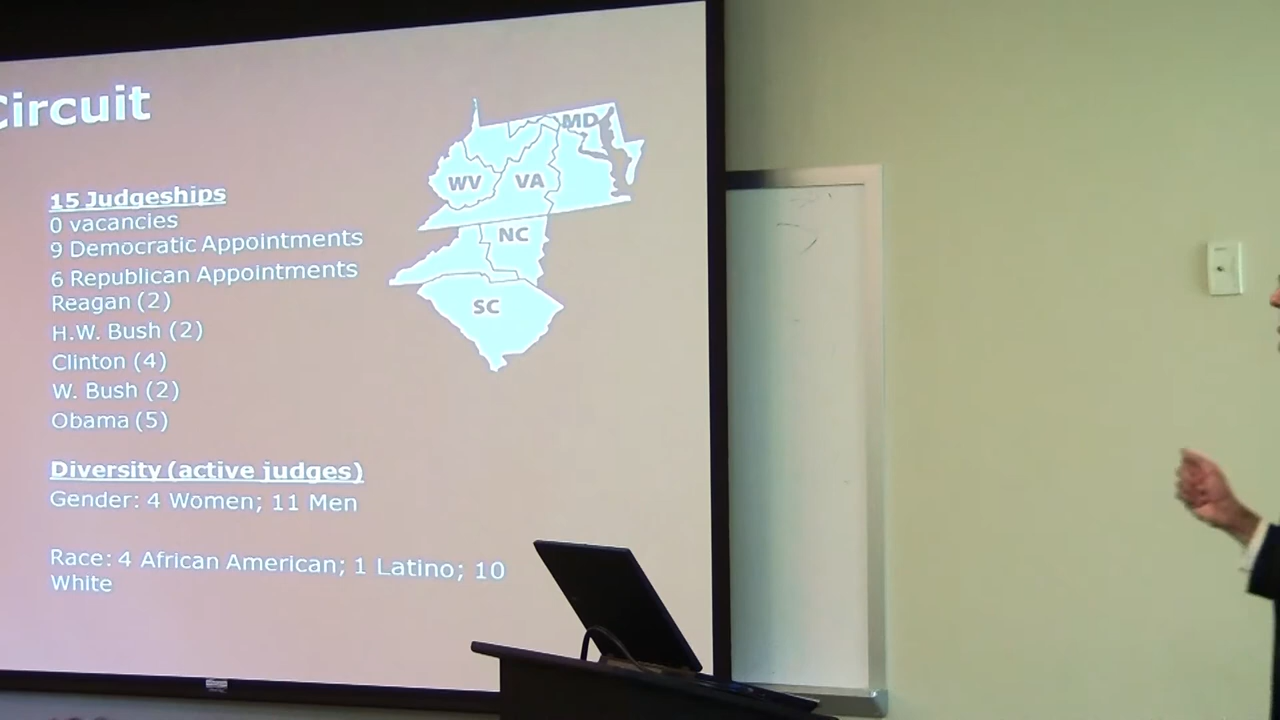 Circuit
15 Judgeships
0 vacancies
9 Democratic Appointments
6 Republican Appointments
Reagan (2)
H.W. Bush (2)
Clinton (4)
W. Bush (2)
Obama (5)
Diversity (active judges)
Gender: 4 Women; 11 Men
Race: 4 African American; 1 Latino; 10
White
MD
WV
VA
NC
SC